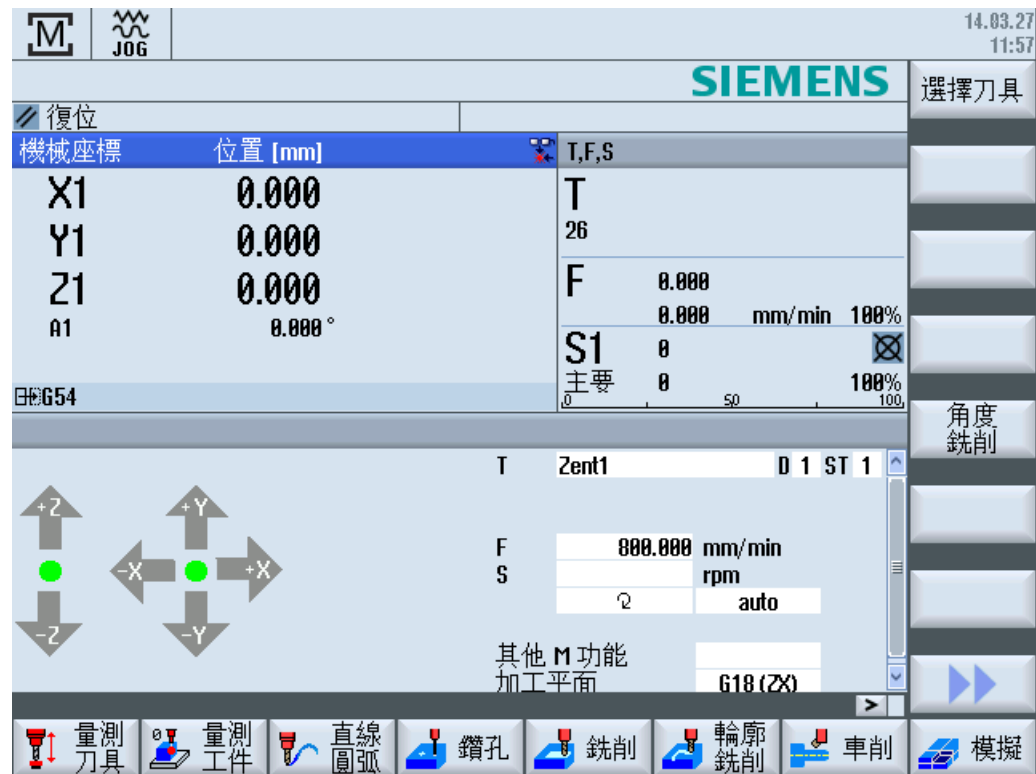 M
JOG
14.03.27
11:57
SIEMENS
選擇刀具
復位
機械座標 位置 [mm]
T,F,S
X1 0.000
Y1 0.000
Z1 0.000
A1 0.000 °
T
26
F 0.000
0.000 mm/min 100%
S1 0
主要 0 100%
0 50 100
G54
角度
銑削
T Zent1 D 1 ST 1
+Z
+Y
-X
+X
-Z
-Y
F 800.000 mm/min
S rpm
auto
其他 M 功能
加工平面 G18 (ZX)
>
量測
刀具
量測
工件
直線
圓弧
鑽孔
銑削
輪廓
銑削
車削
模擬